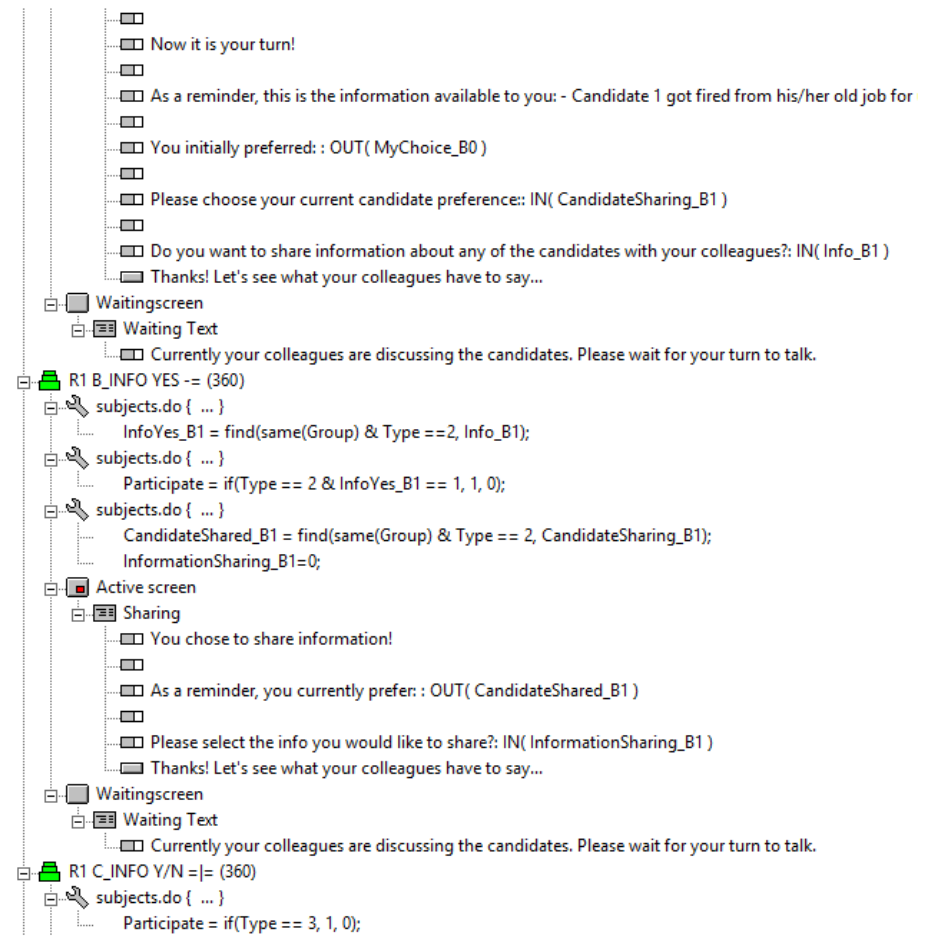 Now it is your turn!
As a reminder, this is the information available to you: - Candidate 1 got fired from his/her old job for
You initially preferred: : OUT( MyChoice_B0 )
Please choose your current candidate preference:: IN( CandidateSharing_B1 )
Do you want to share information about any of the candidates with your colleagues?: IN( Info_B1 )
Thanks! Let's see what your colleagues have to say...
Waitingscreen
Waiting Text
Currently your colleagues are discussing the candidates. Please wait for your turn to talk.
R1 B_INFO YES -= (360)
subjects.do { ... }
InfoYes_B1 = find(same(Group) & Type ==2, Info_B1);
subjects.do { ... }
Participate = if(Type == 2 & InfoYes_B1 == 1, 1, 0);
subjects.do { ... }
CandidateShared_B1 = find(same(Group) & Type == 2, CandidateSharing_B1);
InformationSharing_B1=0;
Active screen
Sharing
You chose to share information!
As a reminder, you currently prefer: : OUT( CandidateShared_B1 )
Please select the info you would like to share?: IN( InformationSharing_B1 )
Thanks! Let's see what your colleagues have to say...
Waitingscreen
Waiting Text
Currently your colleagues are discussing the candidates. Please wait for your turn to talk.
R1 C_INFO Y/N =|= (360)
subjects.do { ... }
Participate = if(Type == 3, 1, 0);